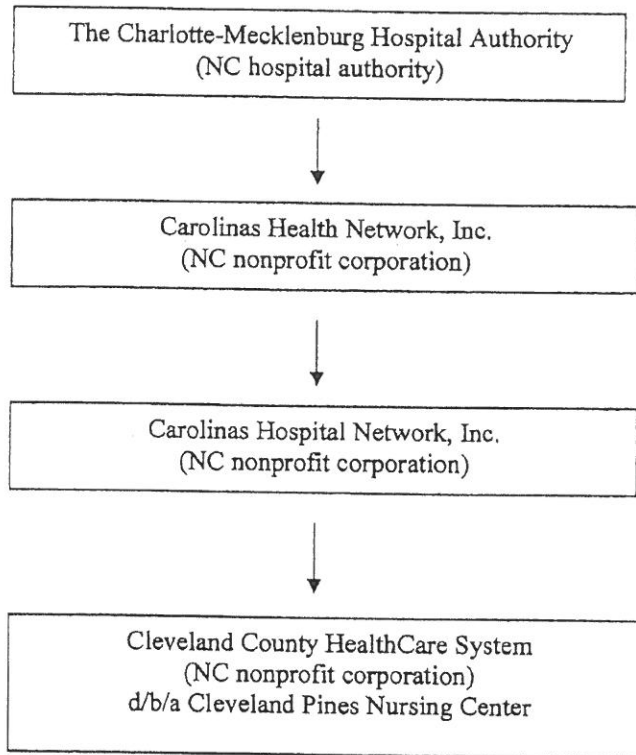 The Charlotte-Mecklenburg Hospital Authority
(NC hospital authority)
Carolinas Health Network, Inc.
(NC nonprofit corporation)
Carolinas Hospital Network, Inc.
(NC nonprofit corporation)
Cleveland County HealthCare System
(NC nonprofit corporation)
d/b/a Cleveland Pines Nursing Center